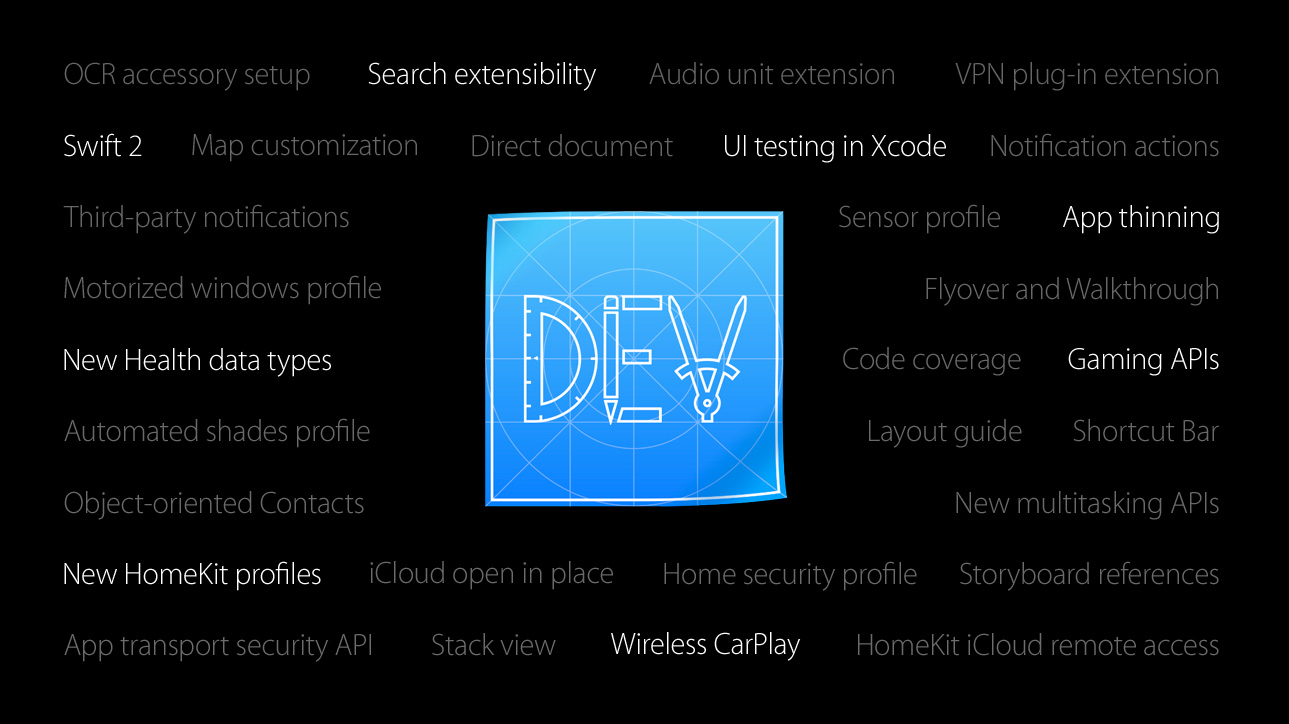 OCR accessory setup Search extensibility Audio unit extension VPN plug-in extension
Swift 2 Map customization Direct document UI testing in Xcode Notification actions
Third-party notifications Sensor profile App thinning
Motorized windows profile Flyover and Walkthrough
DEV
New Health data types Code coverage Gaming APIs
Automated shades profile Layout guide Shortcut Bar
Object-oriented Contacts New multitasking APIs
New HomeKit profiles iCloud open in place Home security profile Storyboard references
App transport security API Stack view Wireless CarPlay HomeKit iCloud remote access